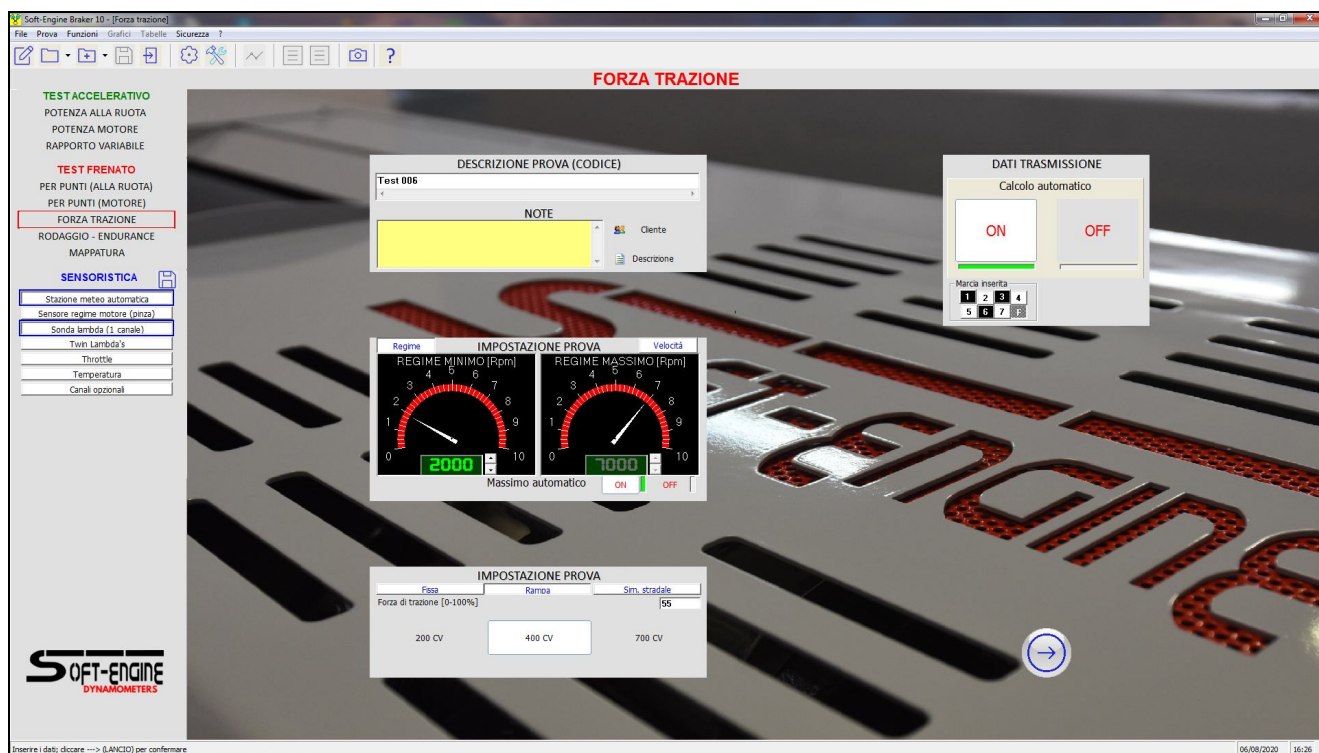 Soft-Engine Braker 10 - [Forza trazione]
File Prova Funzioni Grafici Tabelle Sicurezza ?
FORZA TRAZIONE
TEST ACCELERATIVO
POTENZA ALLA RUOTA
POTENZA MOTORE
RAPPORTO VARIABILE
TEST FRENATO
PER PUNTI (ALLA RUOTA)
PER PUNTI (MOTORE)
FORZA TRAZIONE
RODAGGIO - ENDURANCE
MAPPATURA
SENSORISTICA
Stazione meteo automatica
Sensore regime motore (pinza)
Sonda lambda (1 canale)
Twin Lambda's
Throttle
Temperatura
Canali opzionali
SOFT-ENGINE
DYNAMOMETERS
DESCRIZIONE PROVA (CODICE)
Test 006
NOTE
Cliente
Descrizione
Regime IMPOSTAZIONE PROVA Velocità
REGIME MINIMO [Rpm] REGIME MASSIMO [Rpm]
0 1 2 3 4 5 6 7 8 9 10
0 1 2 3 4 5 6 7 8 9 10
2000 7000
Massimo automatico ON OFF
IMPOSTAZIONE PROVA
Fissa Rampa Sim. stradale
Forza di trazione [0-100%] 55
200 CV 400 CV 700 CV
DATI TRASMISSIONE
Calcolo automatico
ON OFF
Marcia inserita
1 2 3 4
5 6 7 F
Inserire i dati; cliccare ---> (LANCIO) per confermare
06/08/2020 16:26